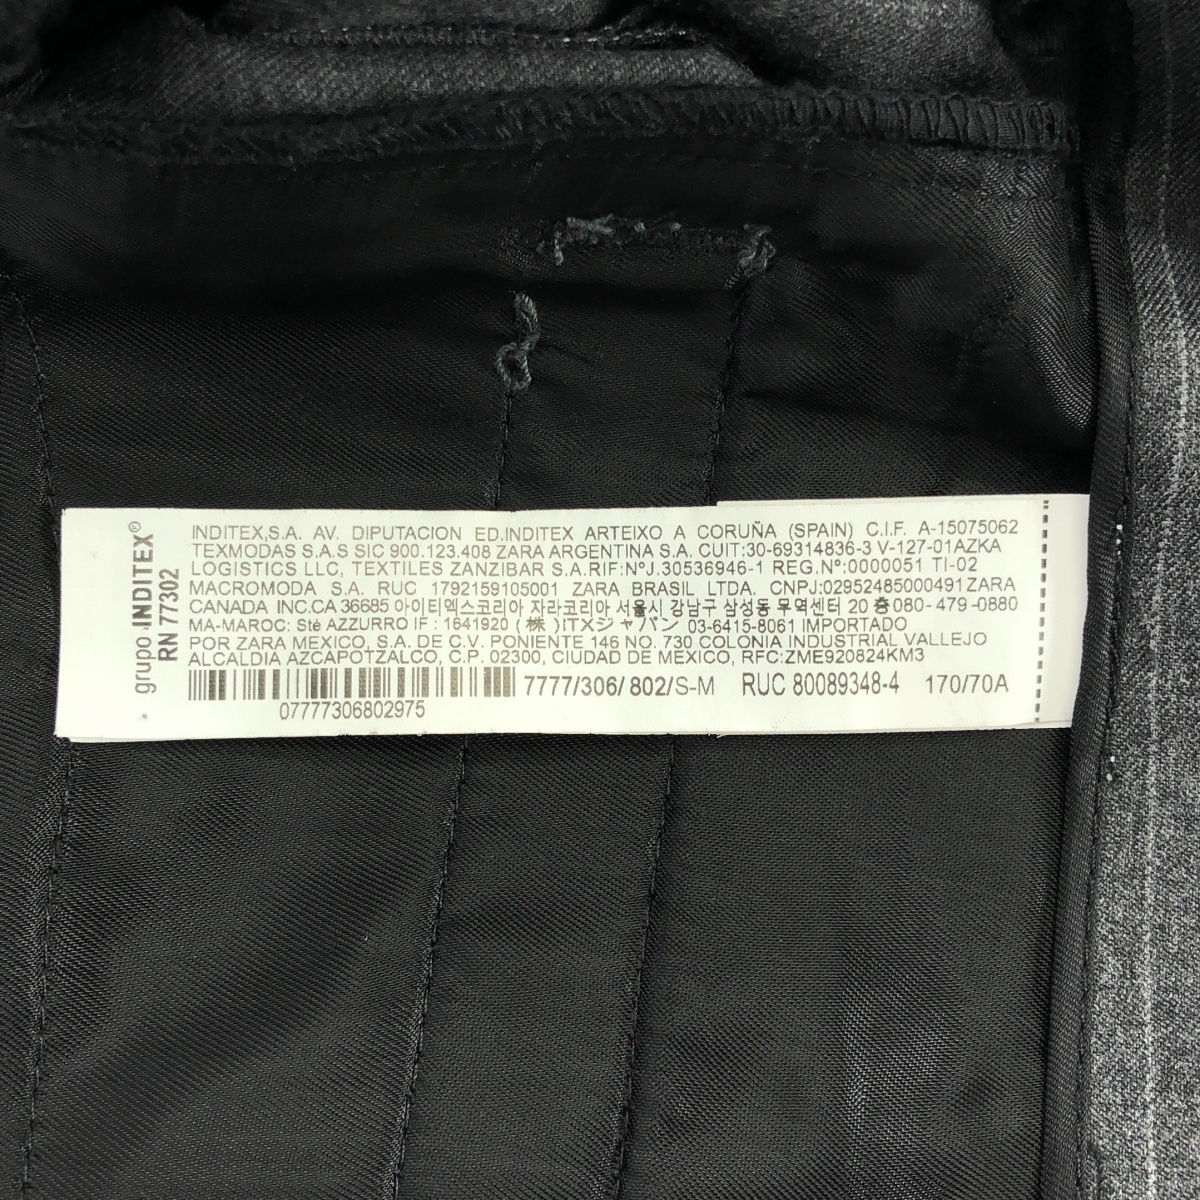 grupo INDITEX®
RN 77302
INDITEX,S.A. AV. DIPUTACION ED.INDITEX ARTEIXO A CORUÑA (SPAIN) C.I.F. A-15075062
TEXMODAS S.A.S SIC 900.123.408 ZARA ARGENTINA S.A. CUIT:30-69314836-3 V-127-01AZKA
LOGISTICS LLC, TEXTILES ZANZIBAR S.A.RIF:NºJ.30536946-1 REG.Nº:0000051 TI-02
MACROMODA S.A. RUC 1792159105001 ZARA BRASIL LTDA. CNPJ:02952485000491ZARA
CANADA INC.CA 36685 아이티엑스코리아 자라코리아 서울시 강남구 삼성동 무역센터 20 층080-479-0880
MA-MAROC: Sté AZZURRO IF : 1641920 (株)ITXジャパン 03-6415-8061 IMPORTADO
POR ZARA MEXICO, S.A. DE C.V. PONIENTE 146 NO. 730 COLONIA INDUSTRIAL VALLEJO
ALCALDIA AZCAPOTZALCO, C.P. 02300, CIUDAD DE MEXICO, RFC:ZME920824KM3
7777/306/802/S-M RUC 80089348-4 170/70A
07777306802975